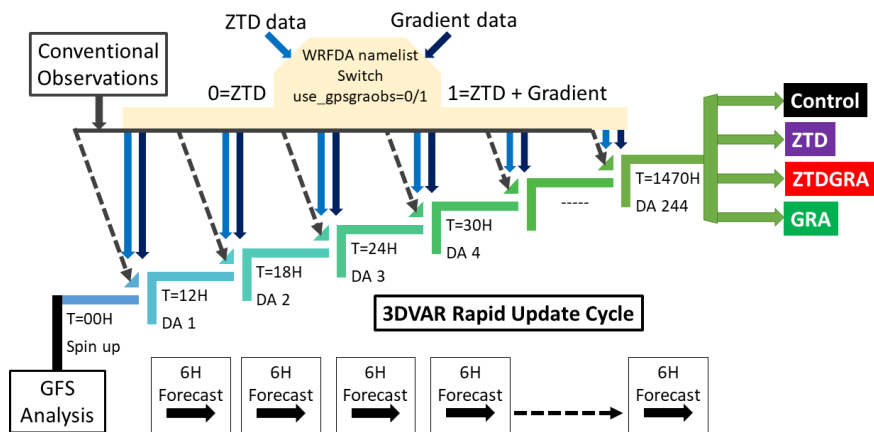 ZTD data
Gradient data
Conventional
Observations
WRFDA namelist
Switch
use_gpsgraobs=0/1
0=ZTD
1=ZTD + Gradient
Control
ZTD
ZTDGRA
GRA
T=1470H
DA 244
-----
T=30H
DA 4
T=24H
DA 3
T=18H
DA 2
T=12H
DA 1
T=00H
Spin up
3DVAR Rapid Update Cycle
GFS
Analysis
6H
Forecast
6H
Forecast
6H
Forecast
6H
Forecast
6H
Forecast